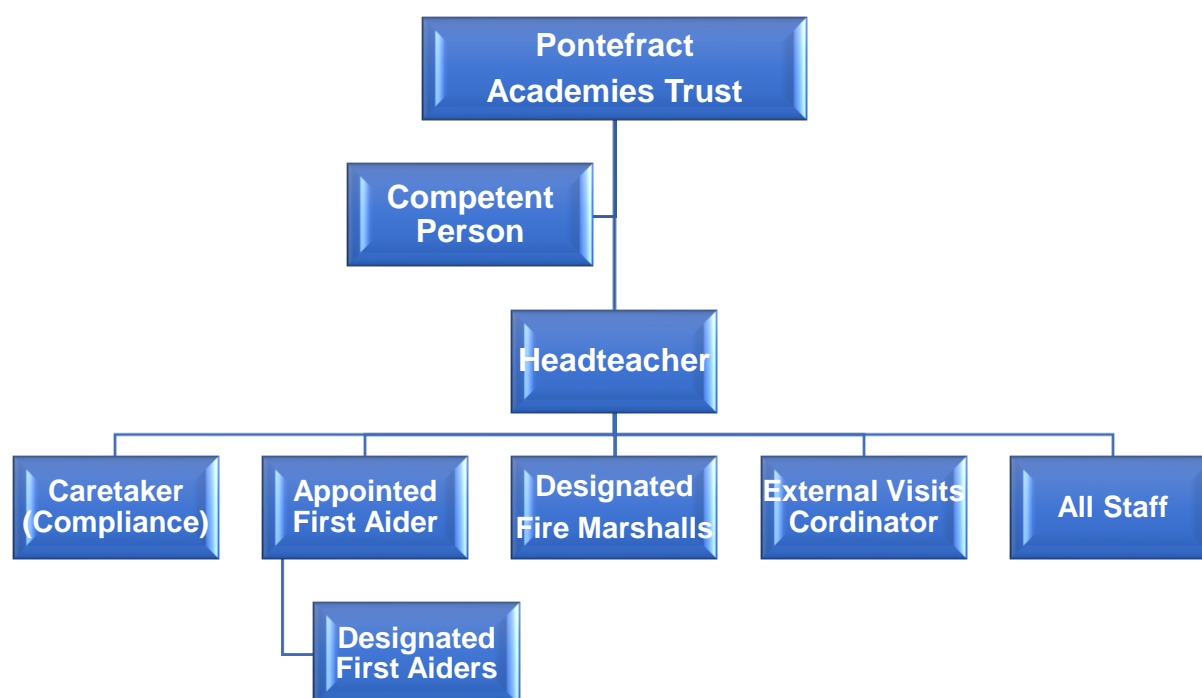 Pontefract
Academies Trust
Competent
Person
Headteacher
Caretaker
(Compliance)
Appointed
First Aider
Designated
Fire Marshalls
External Visits
Cordinator
All Staff
Designated
First Aiders